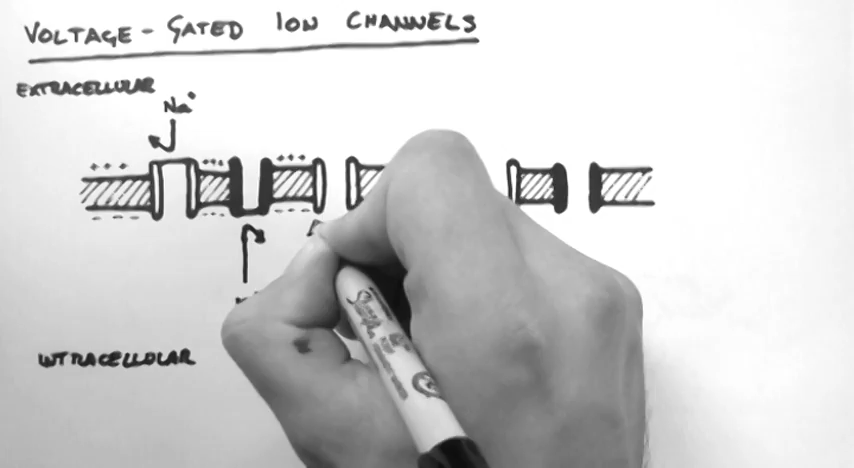 VOLTAGE - GATED ION CHANNELS
EXTRACELLULAR
Na+
+++ +++ +++
--- --- ---
INTRACELLULAR